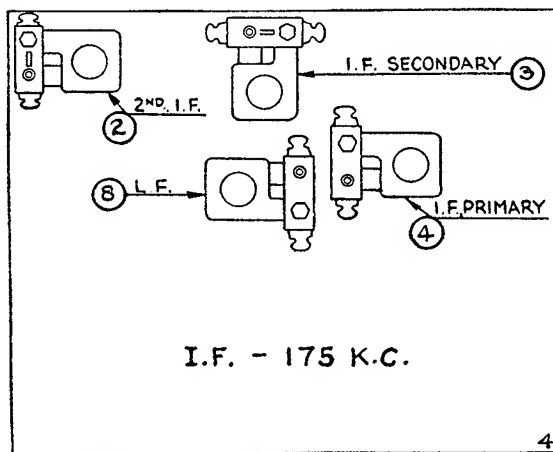 I.F. SECONDARY 3
2ND. I.F.
2
8 L.F.
I.F. PRIMARY
4
I.F. - 175 K.C.
4